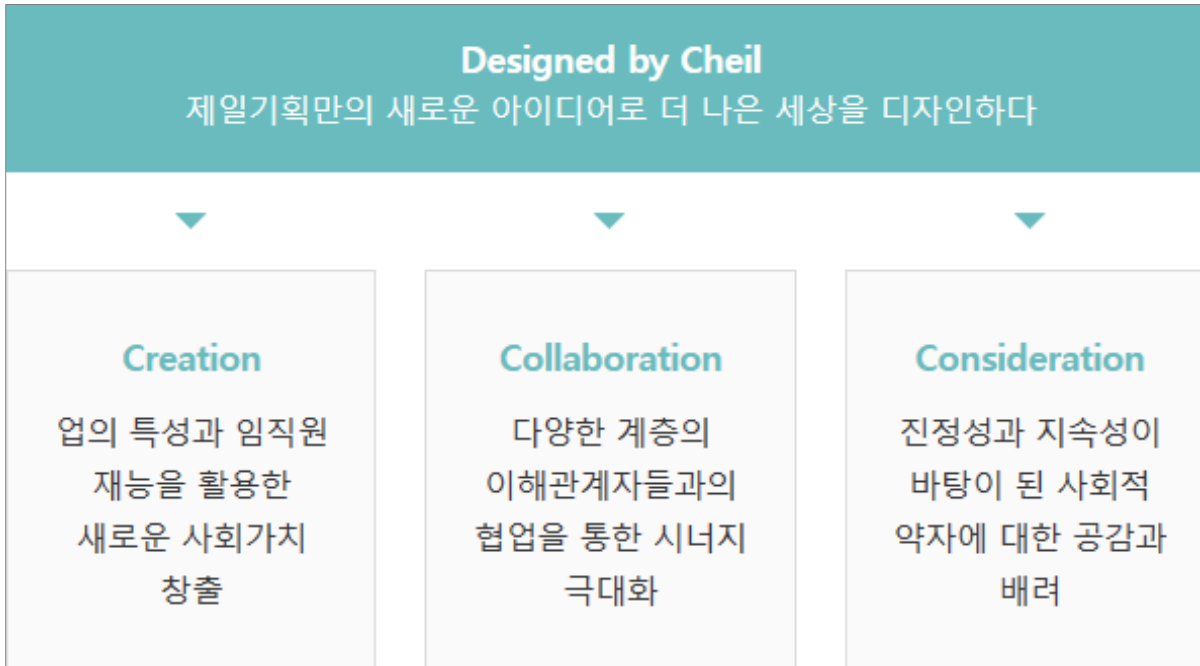 Designed by Cheil
제일기획만의 새로운 아이디어로 더 나은 세상을 디자인하다
Creation
업의 특성과 임직원
재능을 활용한
새로운 사회가치
창출
Collaboration
다양한 계층의
이해관계자들과의
협업을 통한 시너지
극대화
Consideration
진정성과 지속성이
바탕이 된 사회적
약자에 대한 공감과
배려